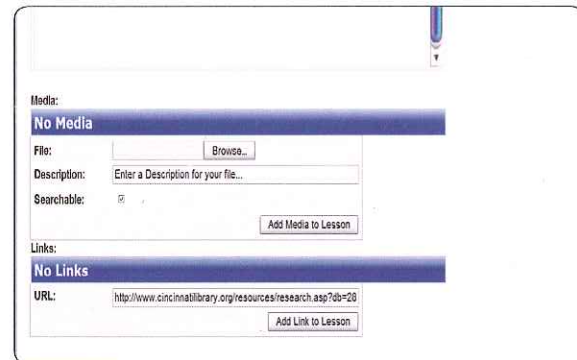 Media:
No Media
File: Browse...
Description: Enter a Description for your file...
Searchable:
Add Media to Lesson
Links:
No Links
URL: http://www.cincinnatilibrary.org/resources/research.asp?db=28
Add Link to Lesson